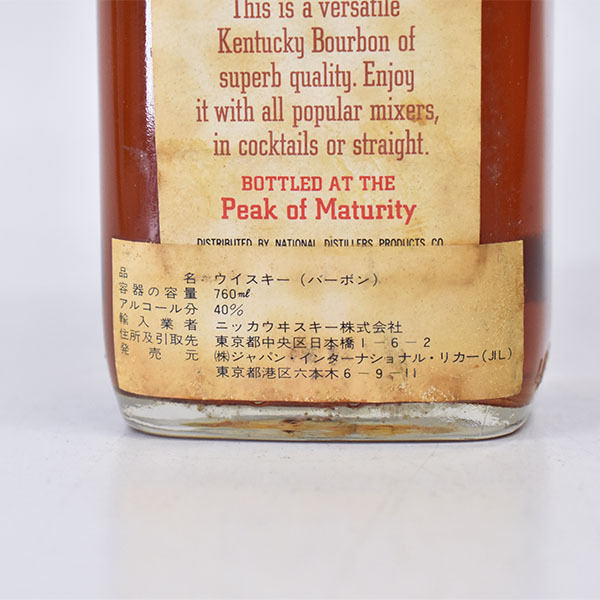 This is a versatile
Kentucky Bourbon of
superb quality. Enjoy
it with all popular mixers,
in cocktails or straight.
BOTTLED AT THE
Peak of Maturity
DISTRIBUTED BY NATIONAL DISTILLERS PRODUCTS CO
品名 ウイスキー(バーボン)
容器の容量 760ml
アルコール分 40%
輸入業者 ニッカウヰスキー株式会社
住所及引取先 東京都中央区日本橋1-6-2
発売元 ㈱ジャパン・インターナショナル・リカー(JIL)
東京都港区六本木6-9-11